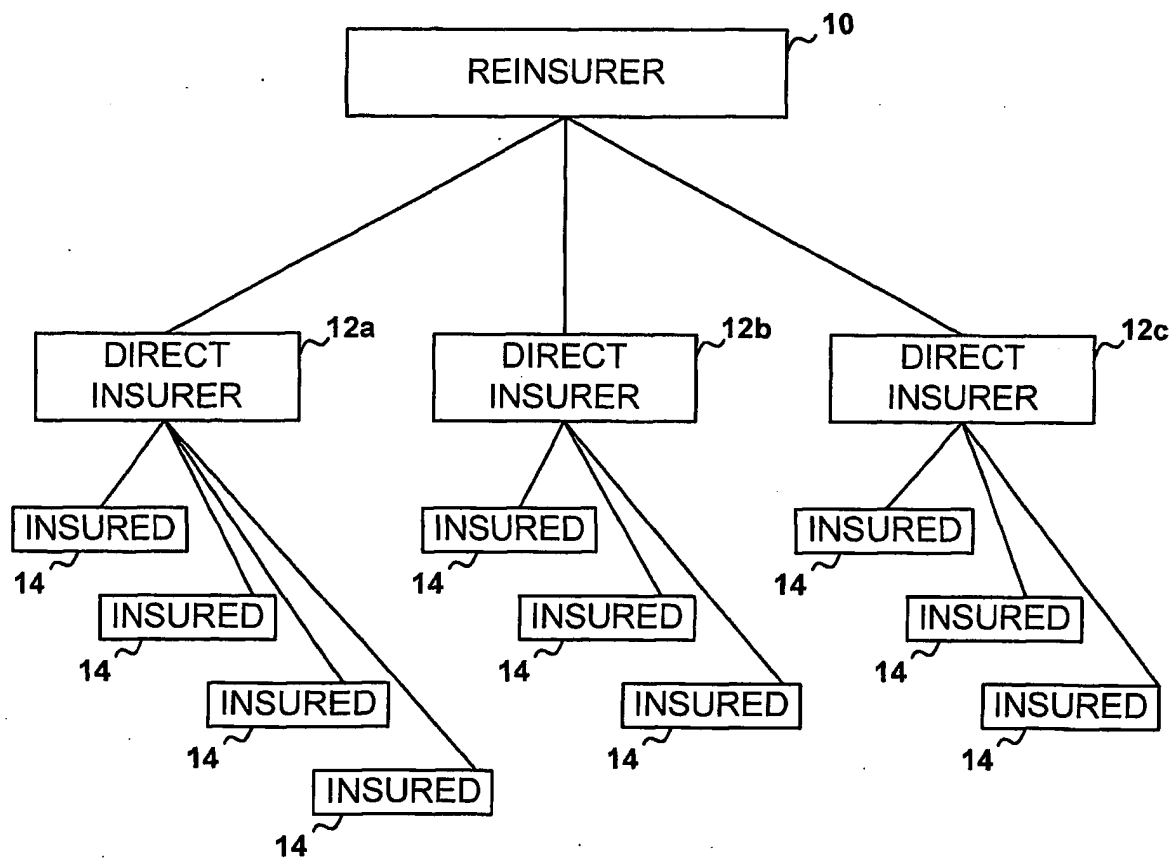 10
REINSURER
12a
DIRECT
INSURER
12b
DIRECT
INSURER
12c
DIRECT
INSURER
INSURED
14
INSURED
14
INSURED
14
INSURED
14
INSURED
14
INSURED
14
INSURED
14
INSURED
14
INSURED
14
INSURED
14